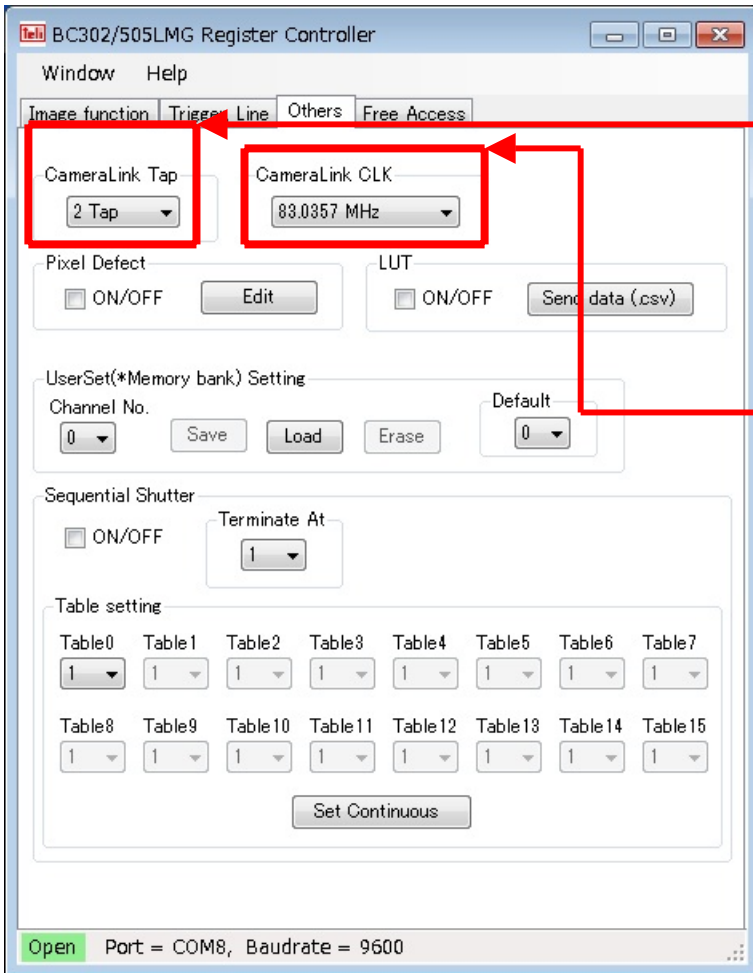 Teli BC302/505LMG Register Controller
Window Help
Image function Trigger Line Others Free Access
CameraLink Tap CameraLink CLK
2 Tap 83.0357 MHz
Pixel Defect LUT
ON/OFF Edit ON/OFF Send data (.csv)
UserSet(*Memory bank) Setting
Channel No. Default
0 Save Load Erase 0
Sequential Shutter
ON/OFF Terminate At
1
Table setting
Table0 Table1 Table2 Table3 Table4 Table5 Table6 Table7
1 1 1 1 1 1 1 1
Table8 Table9 Table10 Table11 Table12 Table13 Table14 Table15
1 1 1 1 1 1 1 1
Set Continuous
Open Port = COM8, Baudrate = 9600